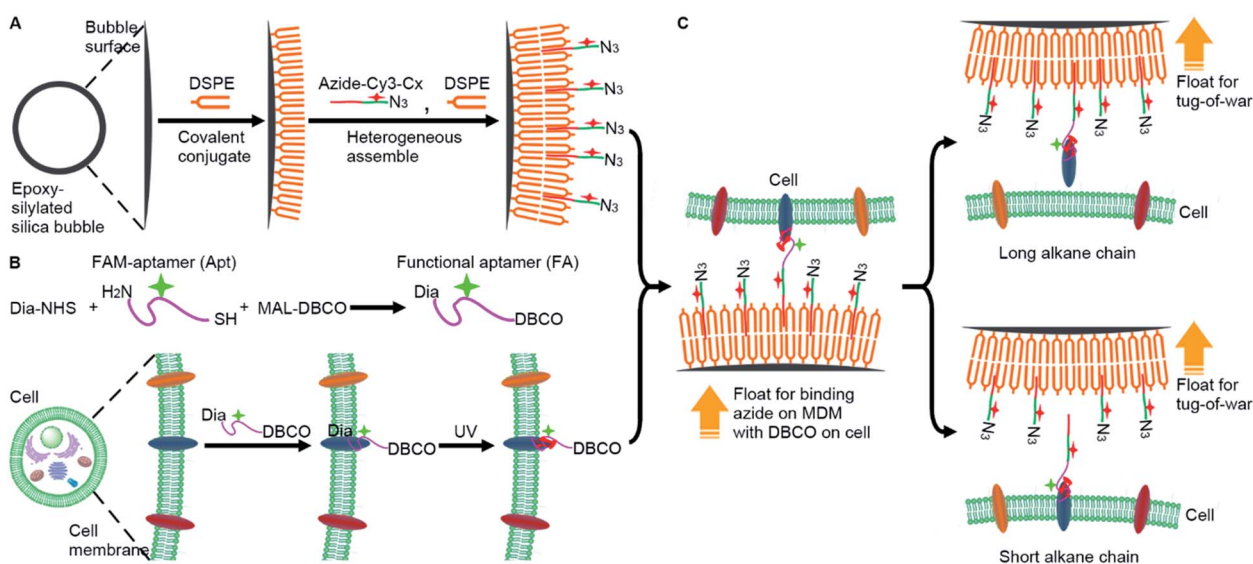 A
Bubble
surface
DSPE
Covalent
conjugate
Azide-Cy3-Cx
N3
,
DSPE
Heterogeneous
assemble
N3
N3
N3
N3
N3
Epoxy-
silylated
silica bubble
B
FAM-aptamer (Apt)
Functional aptamer (FA)
Dia-NHS + H2N SH + MAL-DBCO
Dia DBCO
Cell
Cell
membrane
Dia DBCO
Dia DBCO
UV
DBCO
C
Cell
N3 N3 N3 N3
Float for binding
azide on MDM
with DBCO on cell
Float for
tug-of-war
N3 N3 N3 N3
Cell
Long alkane chain
Float for
tug-of-war
N3 N3 N3 N3
Cell
Short alkane chain